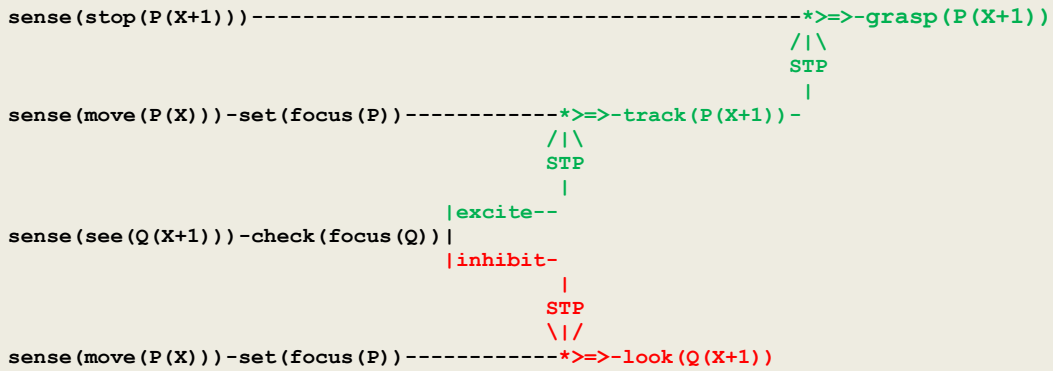 sense(stop(P(X+1)))------------------------------------------*>=>-grasp(P(X+1))
/|\
STP
|
sense(move(P(X)))-set(focus(P))------------*>=>-track(P(X+1))-
/|\
STP
|
|excite--
sense(see(Q(X+1)))-check(focus(Q))|
|inhibit-
|
STP
\|/
sense(move(P(X)))-set(focus(P))------------*>=>-look(Q(X+1))